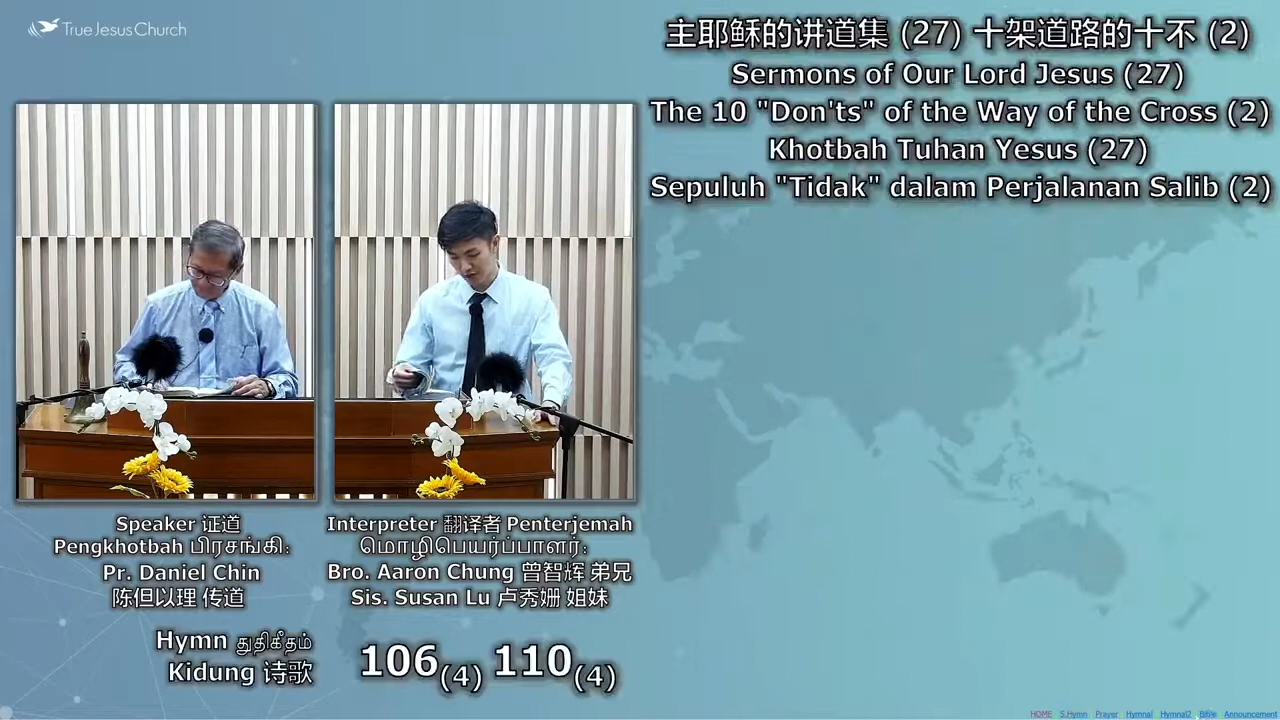 True Jesus Church
主耶稣的讲道集 (27) 十架道路的十不 (2)
Sermons of Our Lord Jesus (27)
The 10 "Don'ts" of the Way of the Cross (2)
Khotbah Tuhan Yesus (27)
Sepuluh "Tidak" dalam Perjalanan Salib (2)
Speaker 证道
Pengkhotbah பிரசங்கி:
Pr. Daniel Chin
陈但以理 传道
Interpreter 翻译者 Penterjemah
மொழிபெயர்ப்பாளர்:
Bro. Aaron Chung 曾智辉 弟兄
Sis. Susan Lu 卢秀姗 姐妹
Hymn துதிகீதம்
Kidung 诗歌
106(4) 110(4)
HOME S.Hymn Prayer Hymnal Hymnal2 Bible Announcement